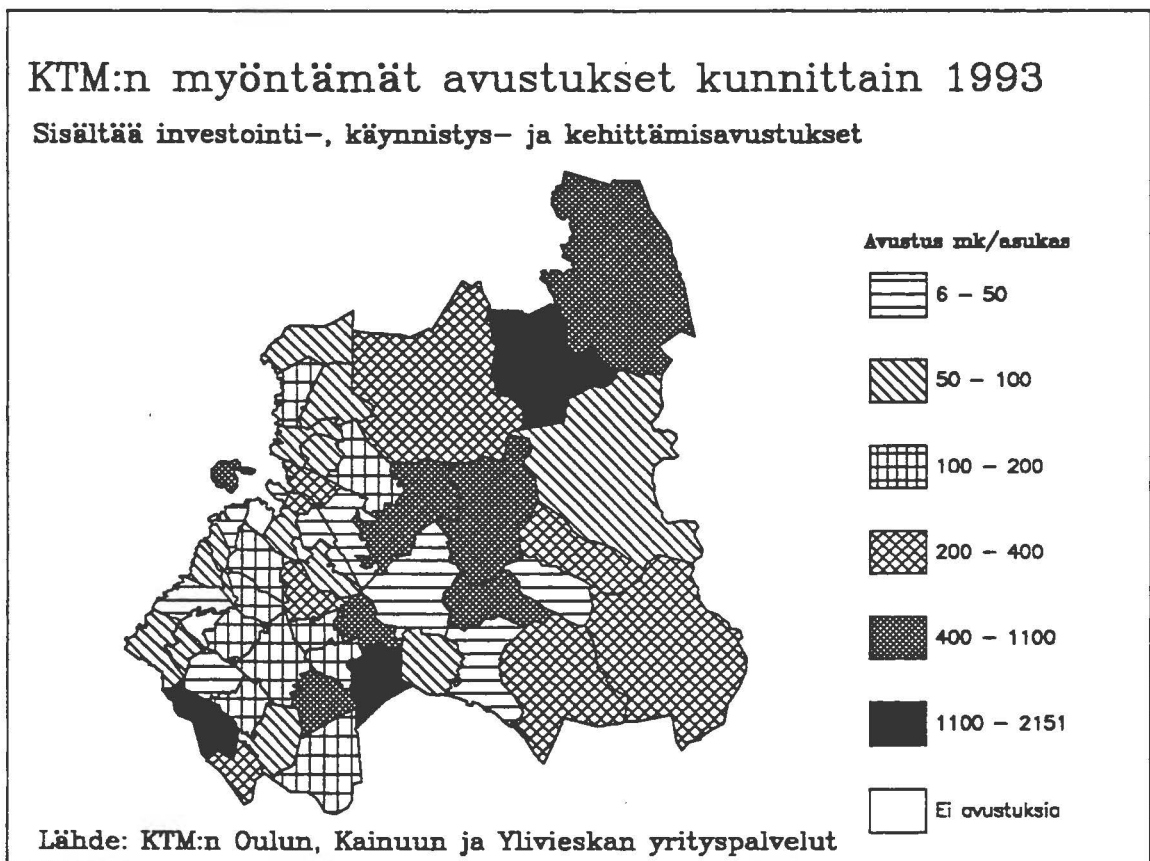 KTM:n myöntämät avustukset kunnittain 1993
Sisältää investointi-, käynnistys- ja kehittämisavustukset
Avustus mk/asukas
6 - 50
50 - 100
100 - 200
200 - 400
400 - 1100
1100 - 2151
Ei avustuksia
Lähde: KTM:n Oulun, Kainuun ja Ylivieskan yrityspalvelut